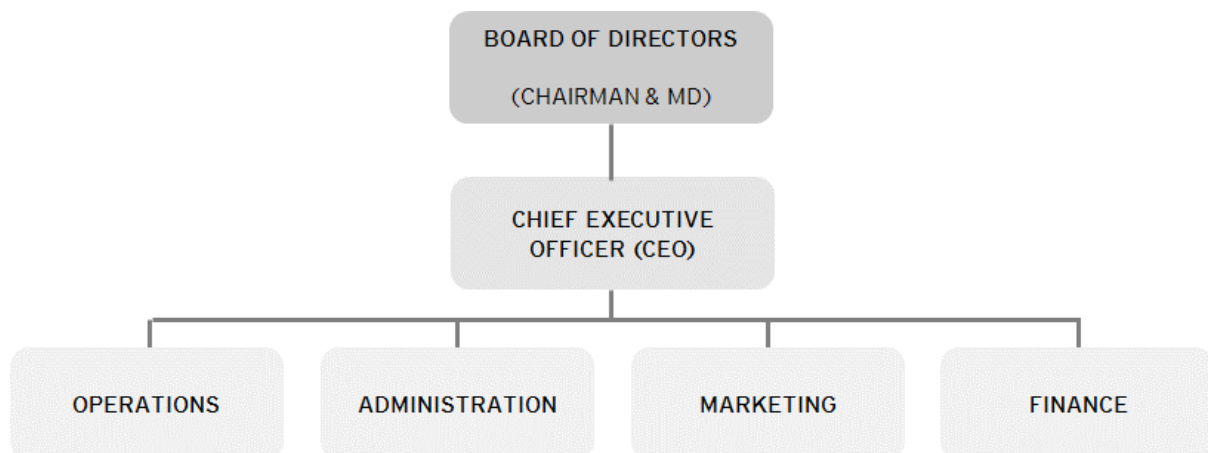 BOARD OF DIRECTORS
(CHAIRMAN & MD)
CHIEF EXECUTIVE
OFFICER (CEO)
OPERATIONS
ADMINISTRATION
MARKETING
FINANCE